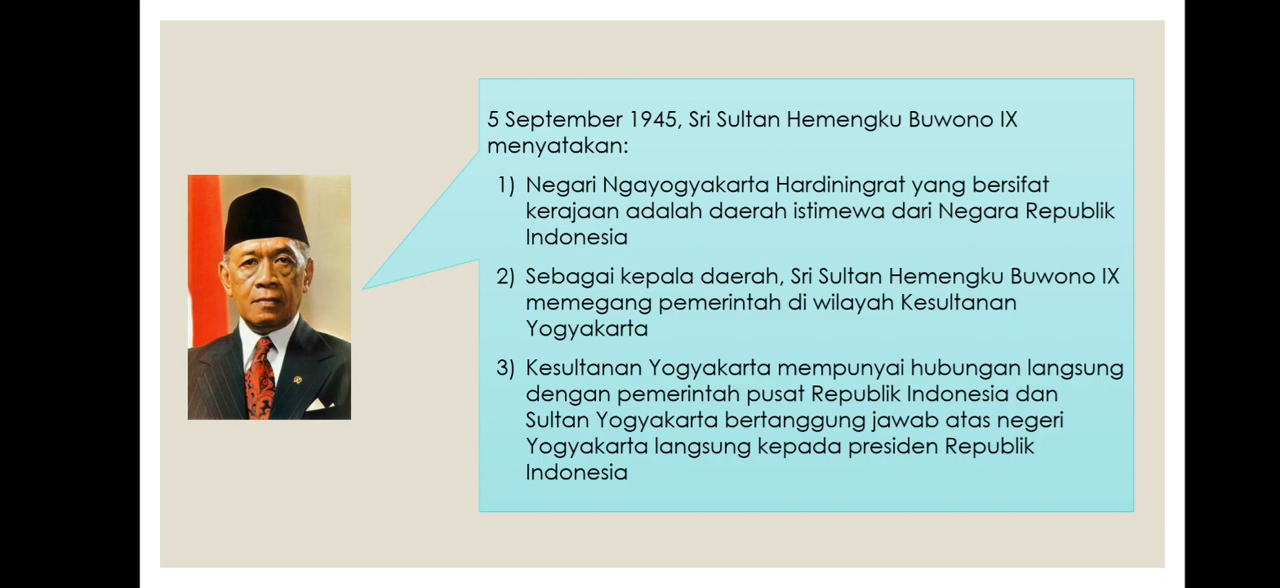 5 September 1945, Sri Sultan Hemengku Buwono IX
menyatakan:
1) Negari Ngayogyakarta Hardiningrat yang bersifat
kerajaan adalah daerah istimewa dari Negara Republik
Indonesia
2) Sebagai kepala daerah, Sri Sultan Hemengku Buwono IX
memegang pemerintah di wilayah Kesultanan
Yogyakarta
3) Kesultanan Yogyakarta mempunyai hubungan langsung
dengan pemerintah pusat Republik Indonesia dan
Sultan Yogyakarta bertanggung jawab atas negeri
Yogyakarta langsung kepada presiden Republik
Indonesia